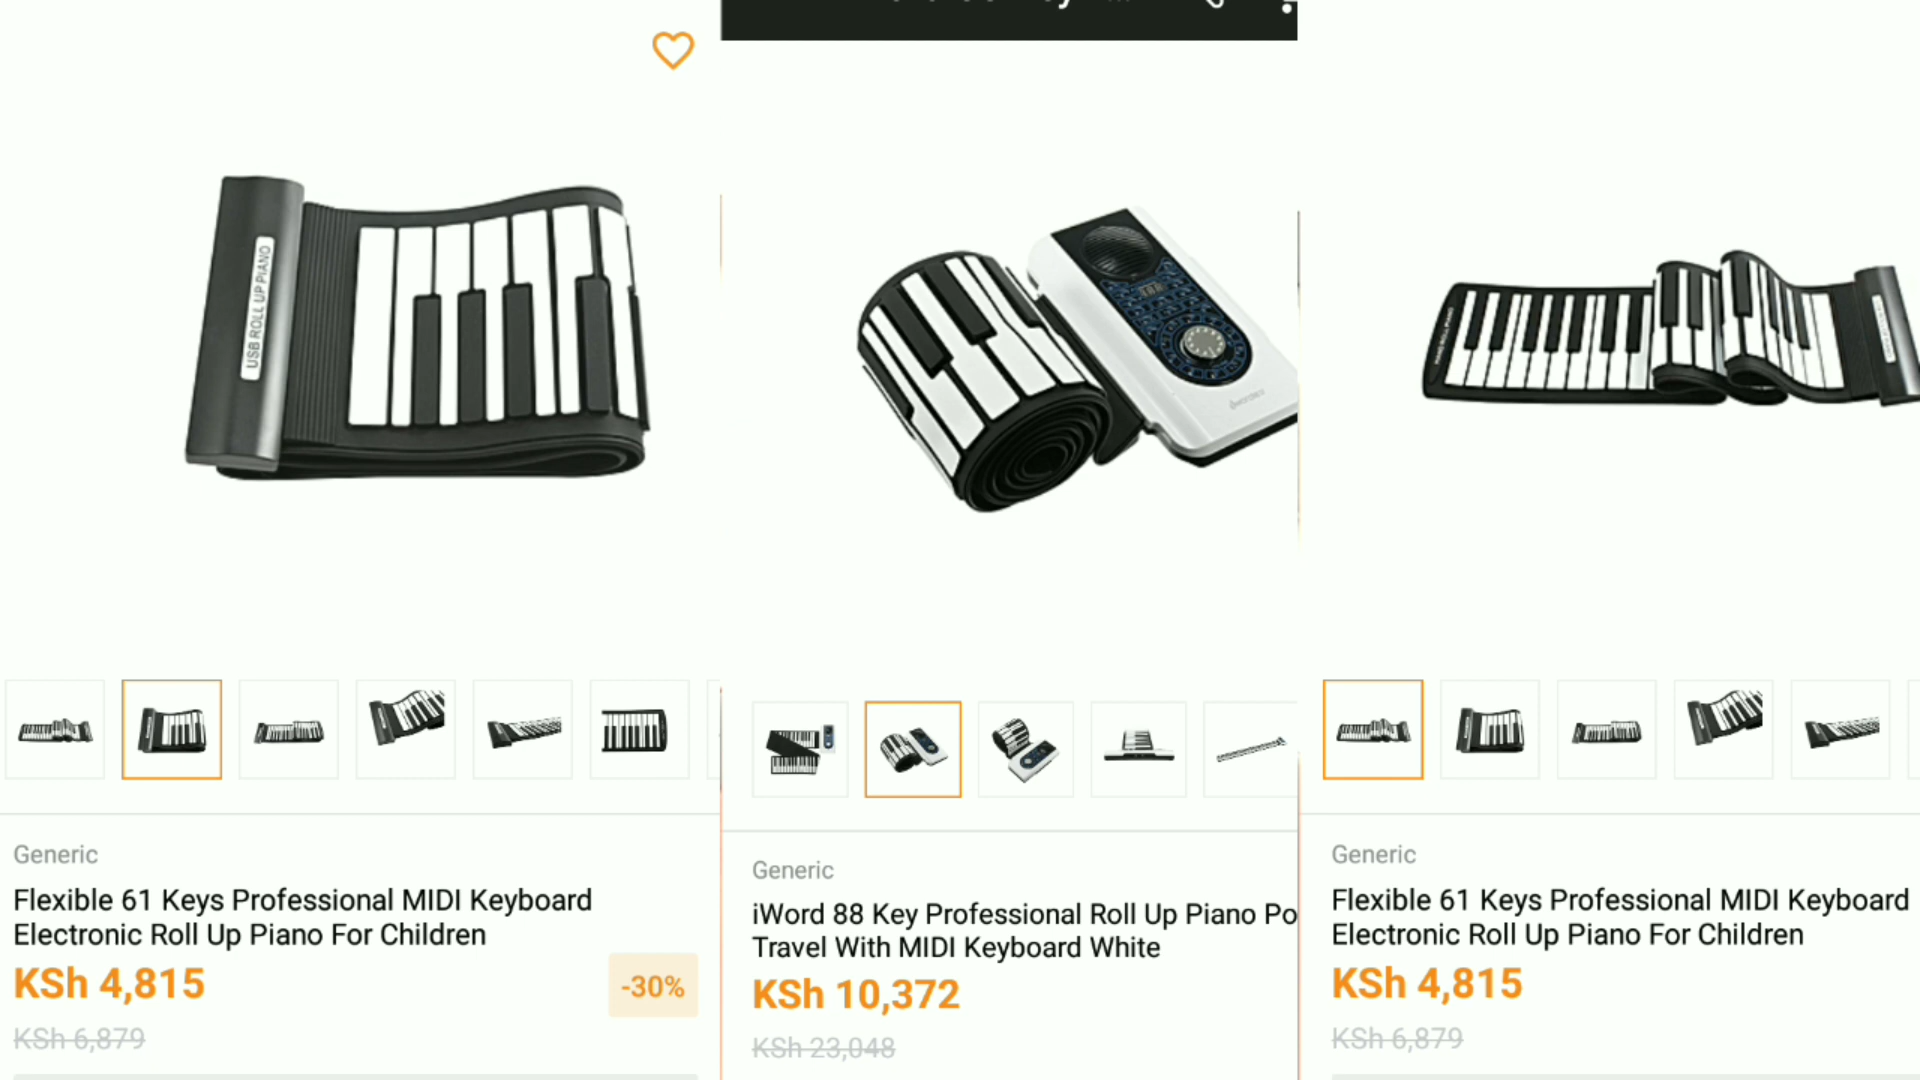 USB ROLL UP PIANO
Generic
Flexible 61 Keys Professional MIDI Keyboard
Electronic Roll Up Piano For Children
KSh 4,815
-30%
KSh 6,879
Generic
iWord 88 Key Professional Roll Up Piano Po
Travel With MIDI Keyboard White
KSh 10,372
KSh 23,048
Generic
Flexible 61 Keys Professional MIDI Keyboard
Electronic Roll Up Piano For Children
KSh 4,815
KSh 6,879